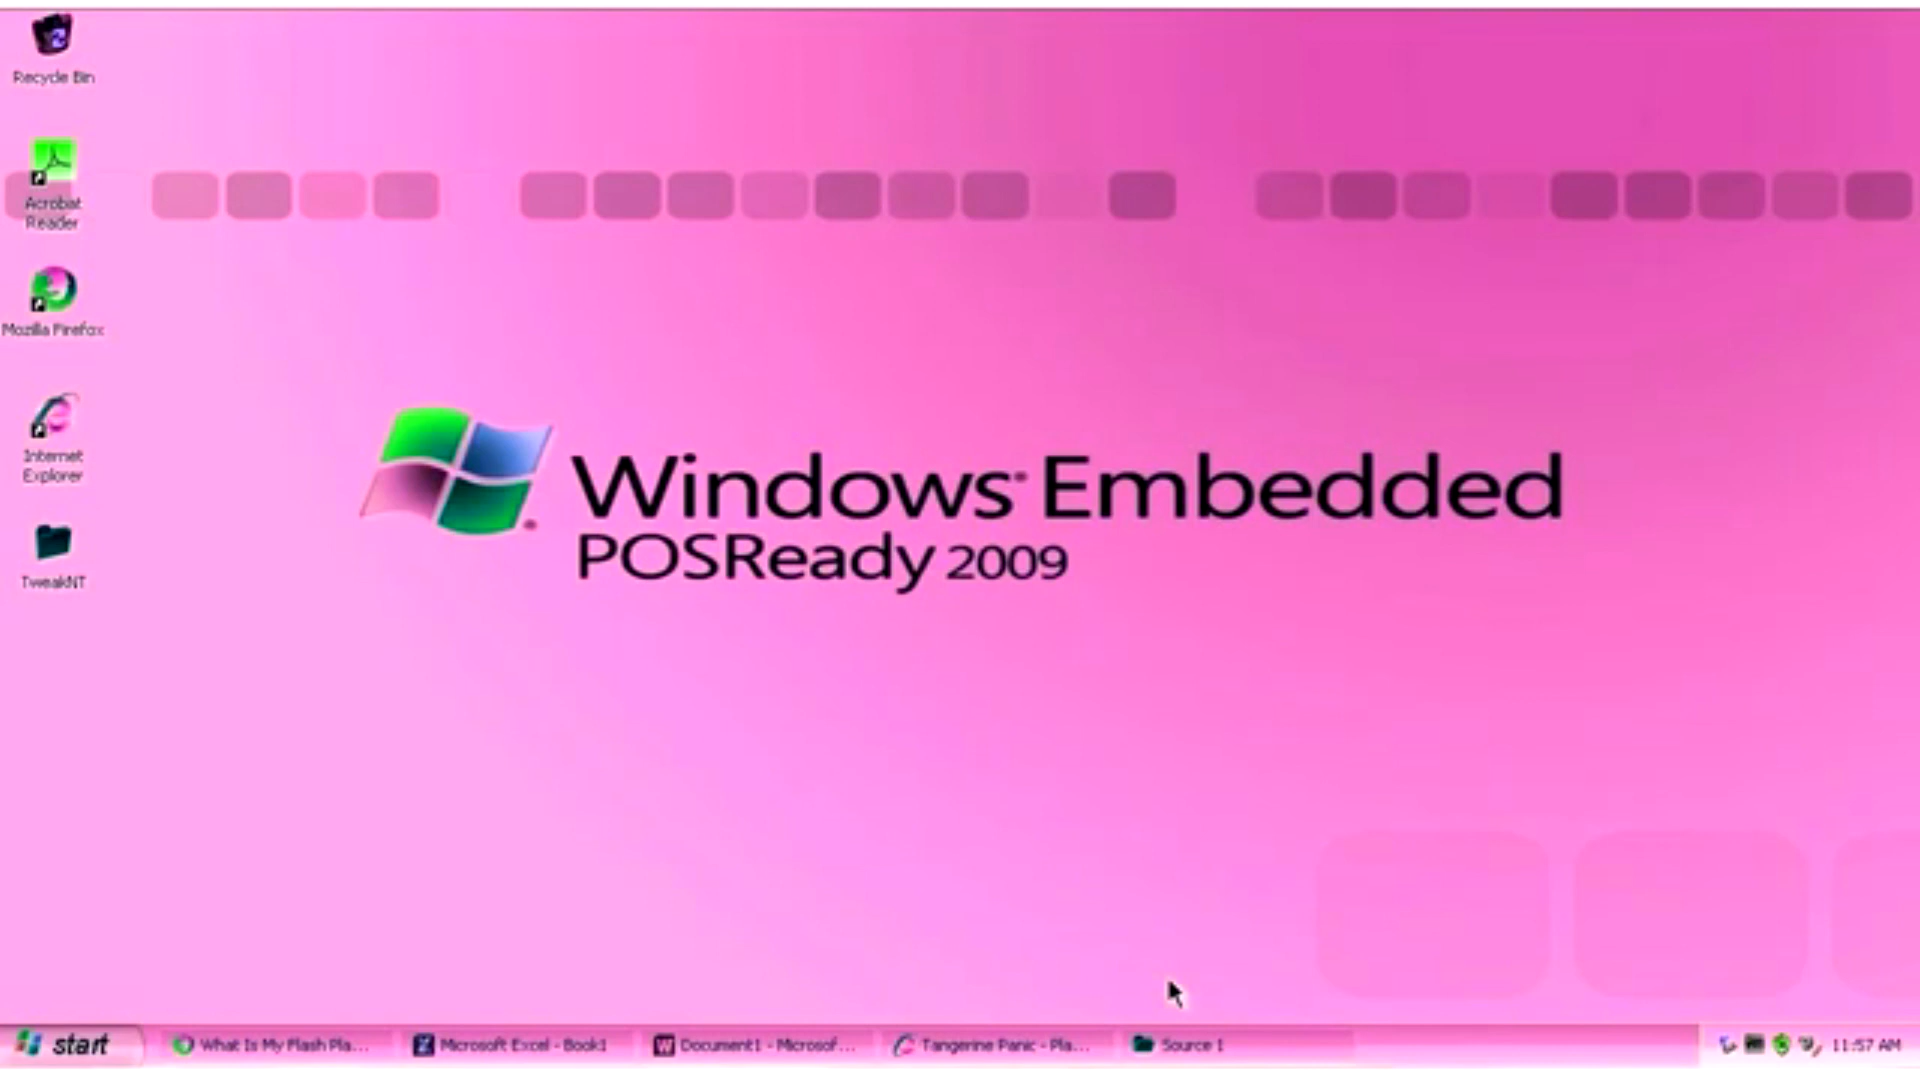 Recycle Bin
Acrobat
Reader
Mozilla Firefox
Internet
Explorer
TweakNT
Windows® Embedded
POSReady 2009
start
What Is My Flash Pla...
Microsoft Excel - Book1
Document1 - Microsof...
Tangerine Panic - Pla...
Source 1
11:57 AM